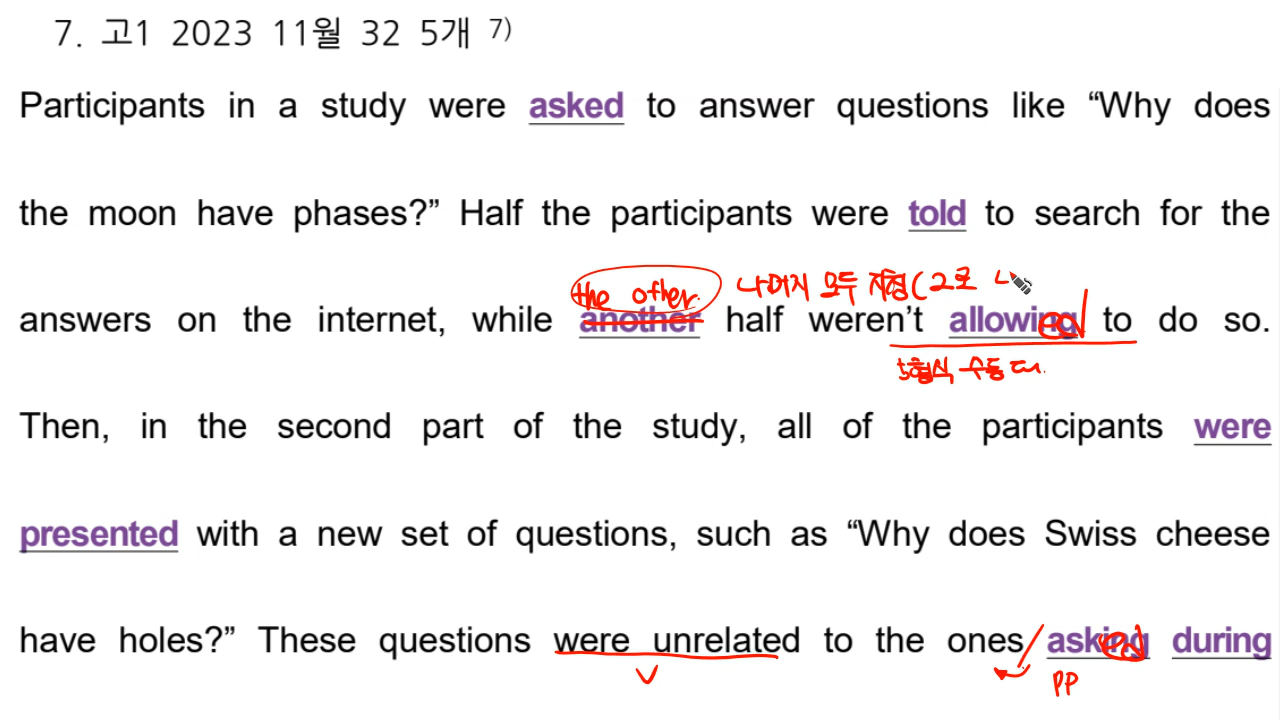 7. 고1 2023 11월 32 5개 7)
Participants in a study were asked to answer questions like “Why does
the moon have phases?” Half the participants were told to search for the
the other 나머지 모두 지칭(2로 나
answers on the internet, while another half weren’t allowing ed to do so.
5형식 수동태.
Then, in the second part of the study, all of the participants were
presented with a new set of questions, such as “Why does Swiss cheese
have holes?” These questions were unrelated to the ones / asking ed during
V PP